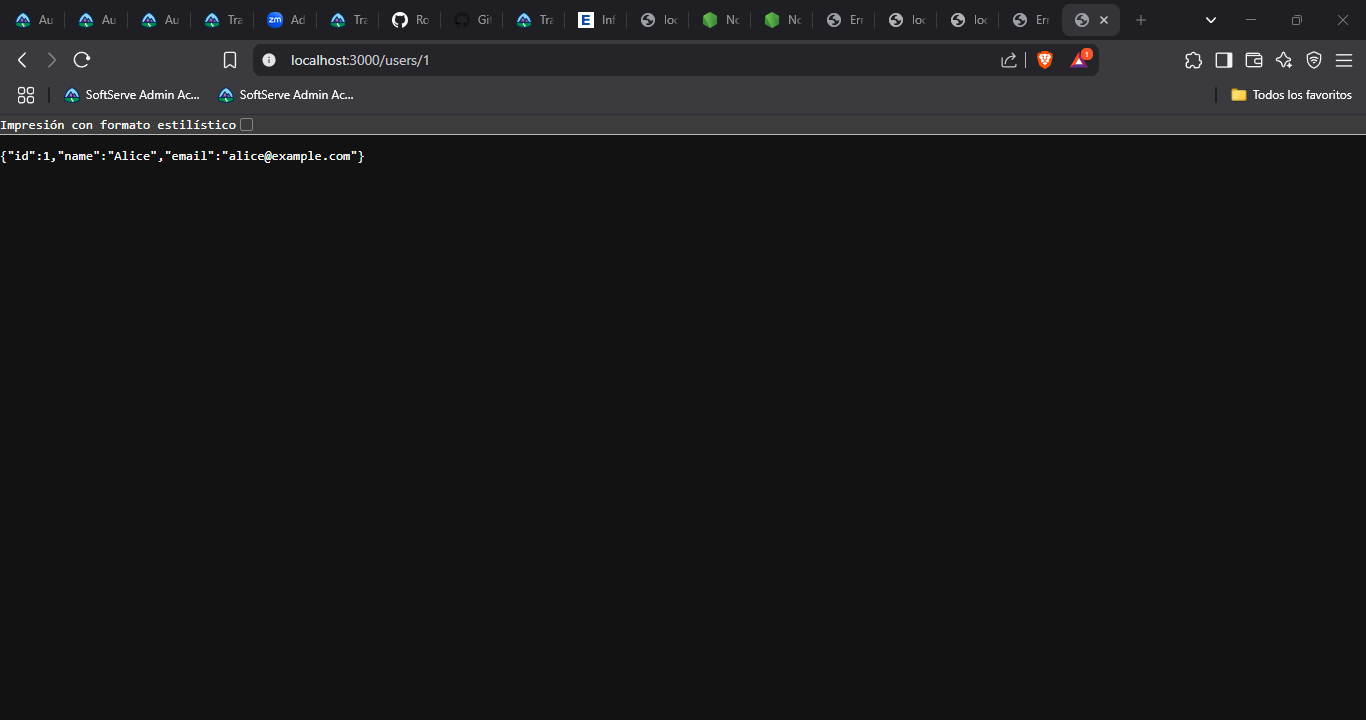 Au
Au
Au
Tra
zm Ad
Tra
Ro
Git
Tra
E Inf
loc
No
No
Err
loc
loc
Err
localhost:3000/users/1
1
SoftServe Admin Ac...
SoftServe Admin Ac...
Todos los favoritos
Impresión con formato estilístico
{"id":1,"name":"Alice","email":"alice@example.com"}